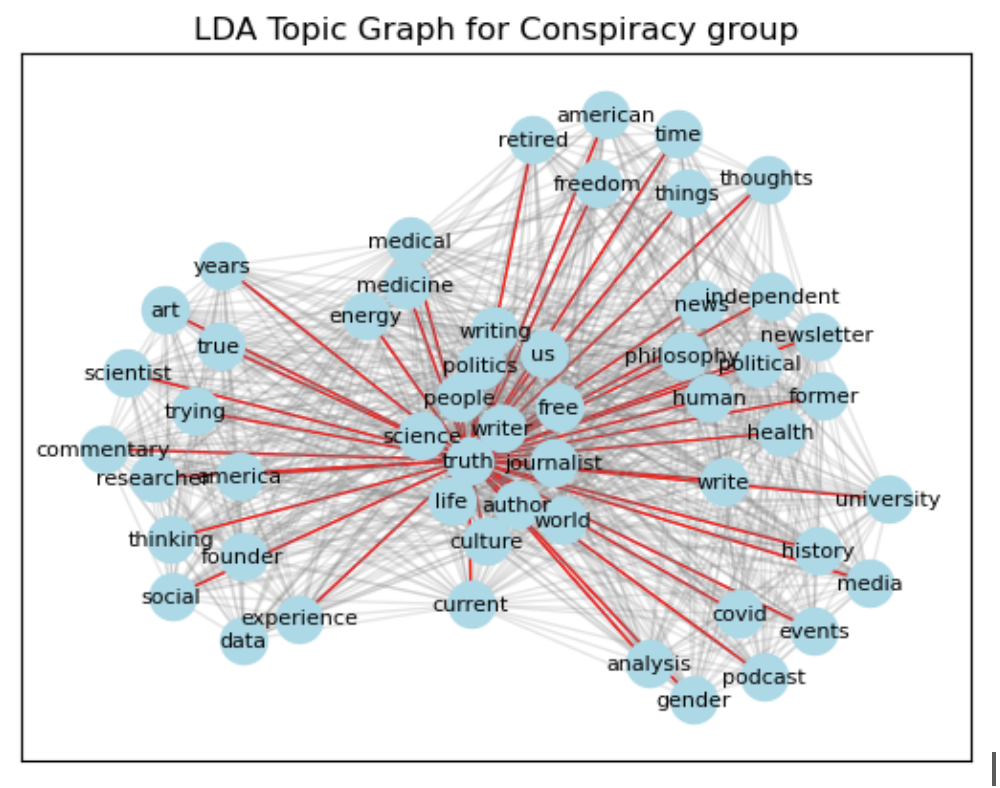 LDA Topic Graph for Conspiracy group
american
time
retired
thoughts
freedom
things
medical
years
medicine
news
independent
art
energy
writing
newsletter
true
us
philosophy
political
politics
scientist
people
human
former
trying
free
science
writer
health
commentary
truth
journalist
researcher
america
write
university
life
author
world
thinking
culture
founder
history
media
social
current
experience
covid
data
events
analysis
podcast
gender